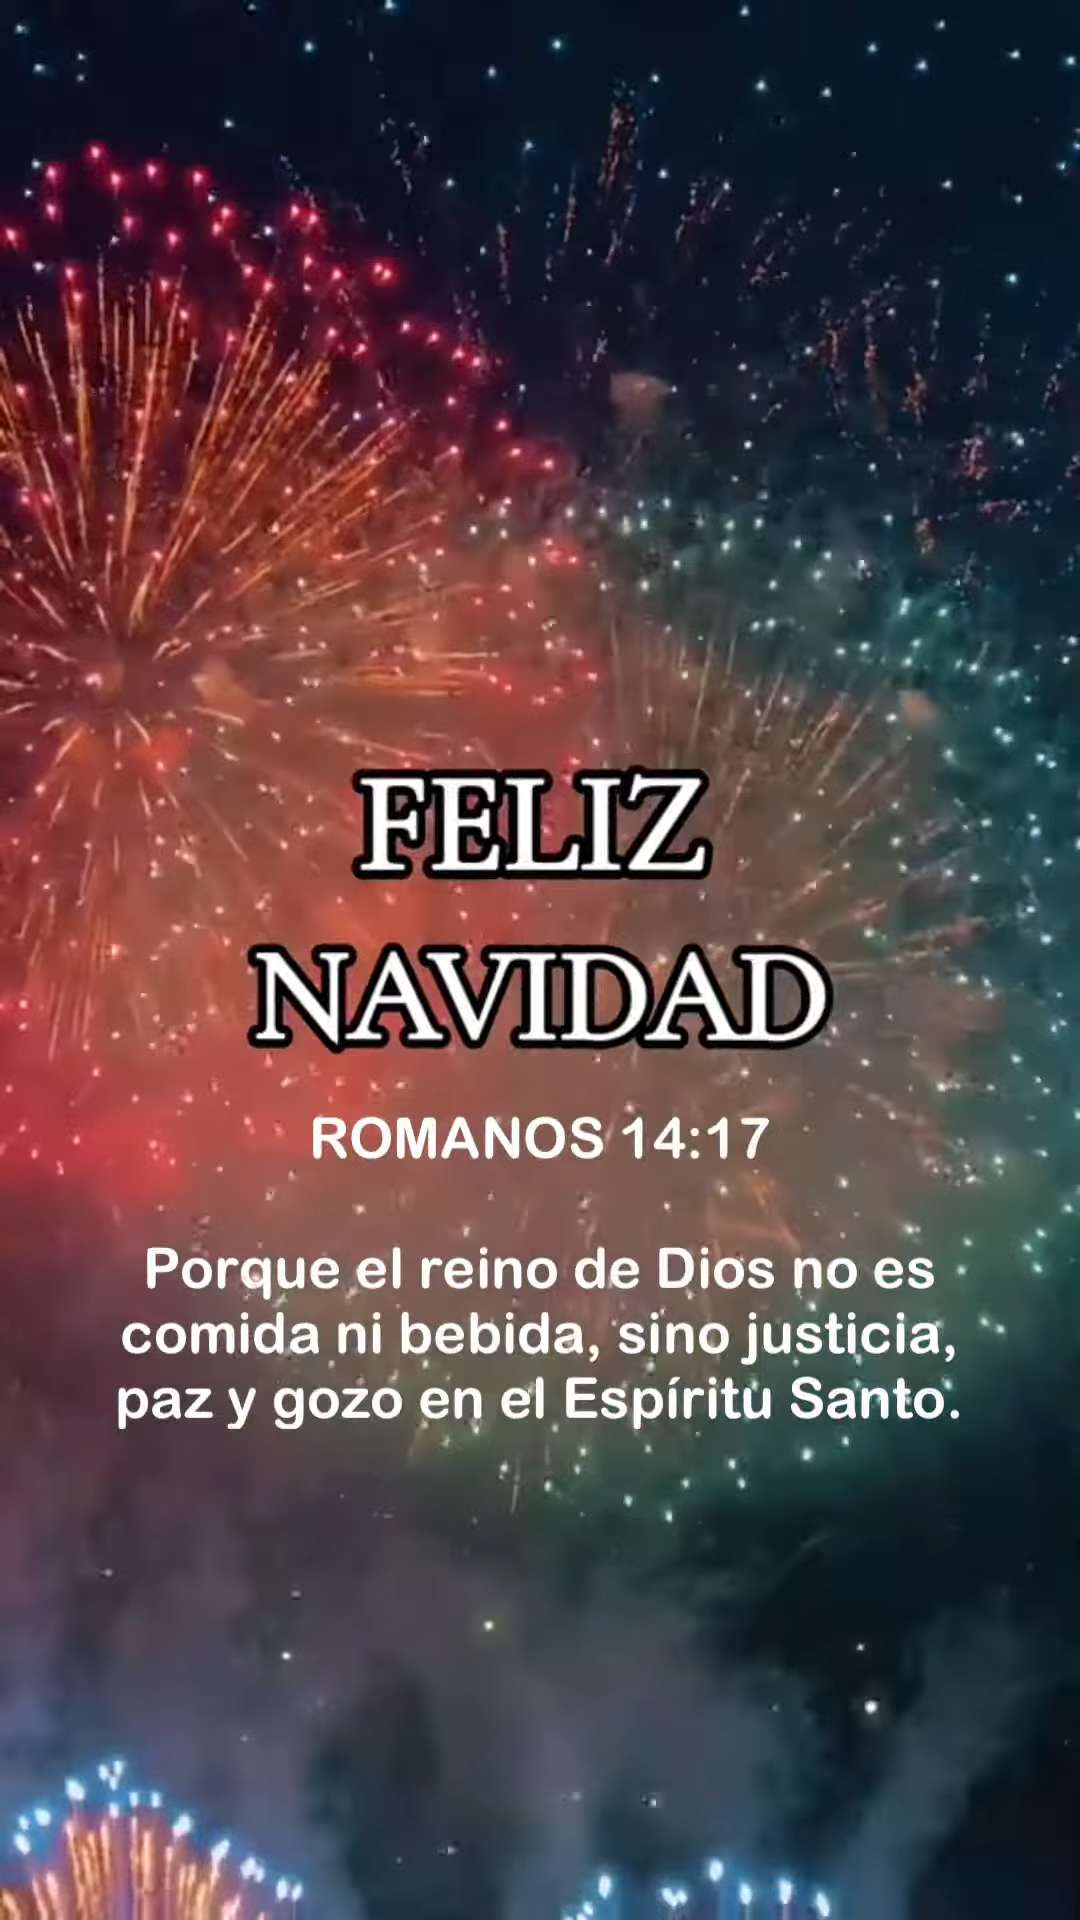 FELIZ
NAVIDAD
ROMANOS 14:17
Porque el reino de Dios no es
comida ni bebida, sino justicia,
paz y gozo en el Espíritu Santo.